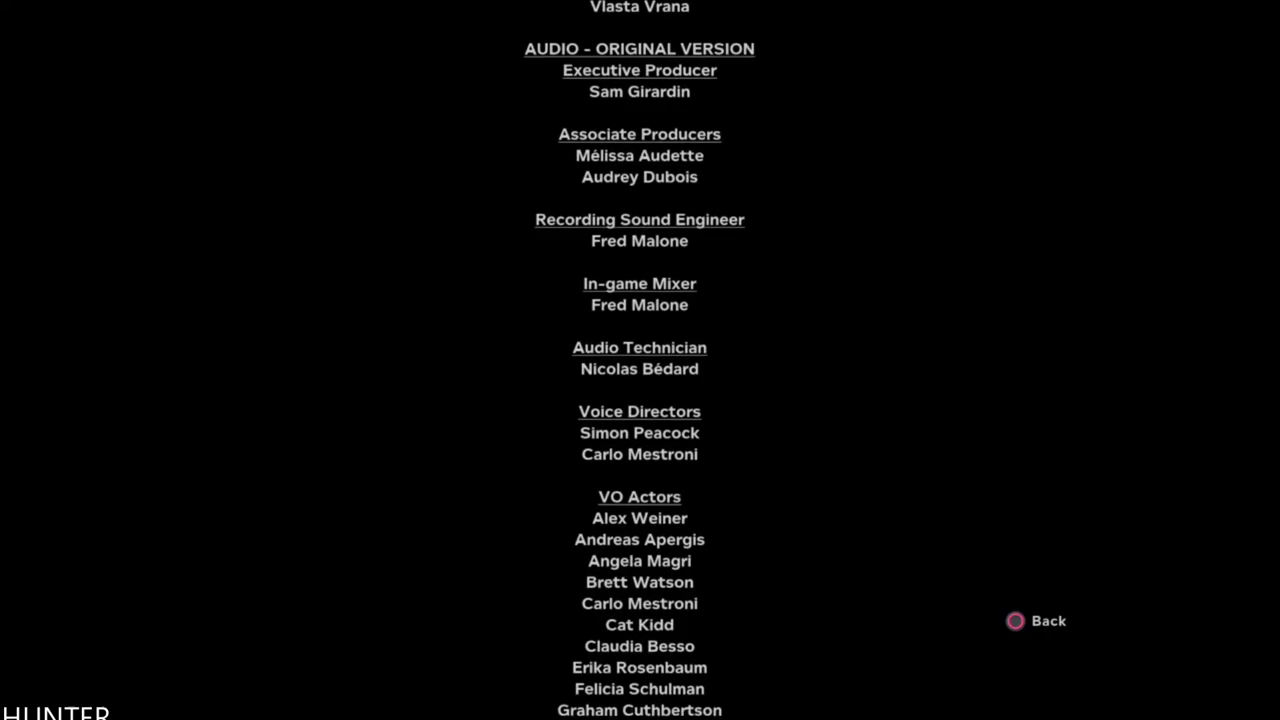 Vlasta Vrana
AUDIO - ORIGINAL VERSION
Executive Producer
Sam Girardin
Associate Producers
Mélissa Audette
Audrey Dubois
Recording Sound Engineer
Fred Malone
In-game Mixer
Fred Malone
Audio Technician
Nicolas Bédard
Voice Directors
Simon Peacock
Carlo Mestroni
VO Actors
Alex Weiner
Andreas Apergis
Angela Magri
Brett Watson
Carlo Mestroni
Cat Kidd
Claudia Besso
Erika Rosenbaum
Felicia Schulman
Graham Cuthbertson
Back
HUNTER